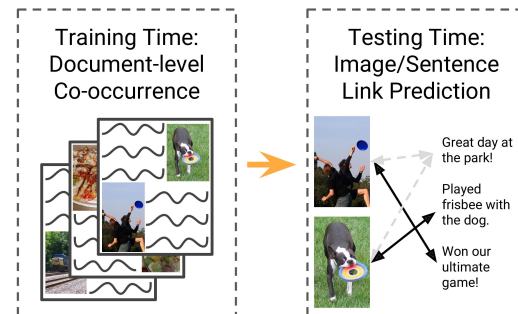 Training Time:
Document-level
Co-occurrence
Testing Time:
Image/Sentence
Link Prediction
Great day at
the park!
Played
frisbee with
the dog.
Won our
ultimate
game!